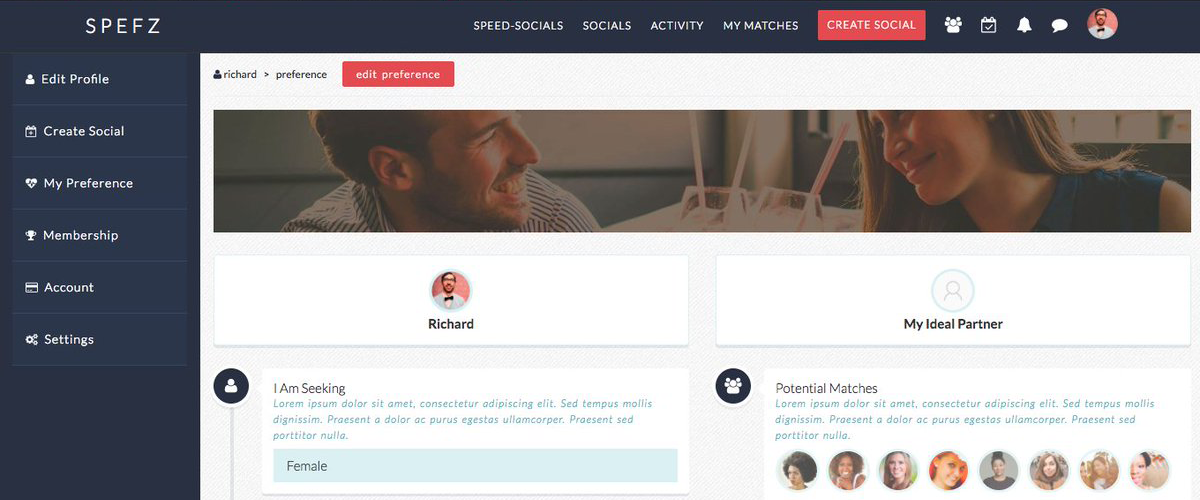 SPEFZ
SPEED-SOCIALS SOCIALS ACTIVITY MY MATCHES CREATE SOCIAL
Edit Profile
Create Social
My Preference
Membership
Account
Settings
richard > preference edit preference
Richard
My Ideal Partner
I Am Seeking
Lorem ipsum dolor sit amet, consectetur adipiscing elit. Sed tempus mollis
dignissim. Praesent a dolor ac purus egestas ullamcorper. Praesent sed
porttitor nulla.
Female
Potential Matches
Lorem ipsum dolor sit amet, consectetur adipiscing elit. Sed tempus mollis
dignissim. Praesent a dolor ac purus egestas ullamcorper. Praesent sed
porttitor nulla.